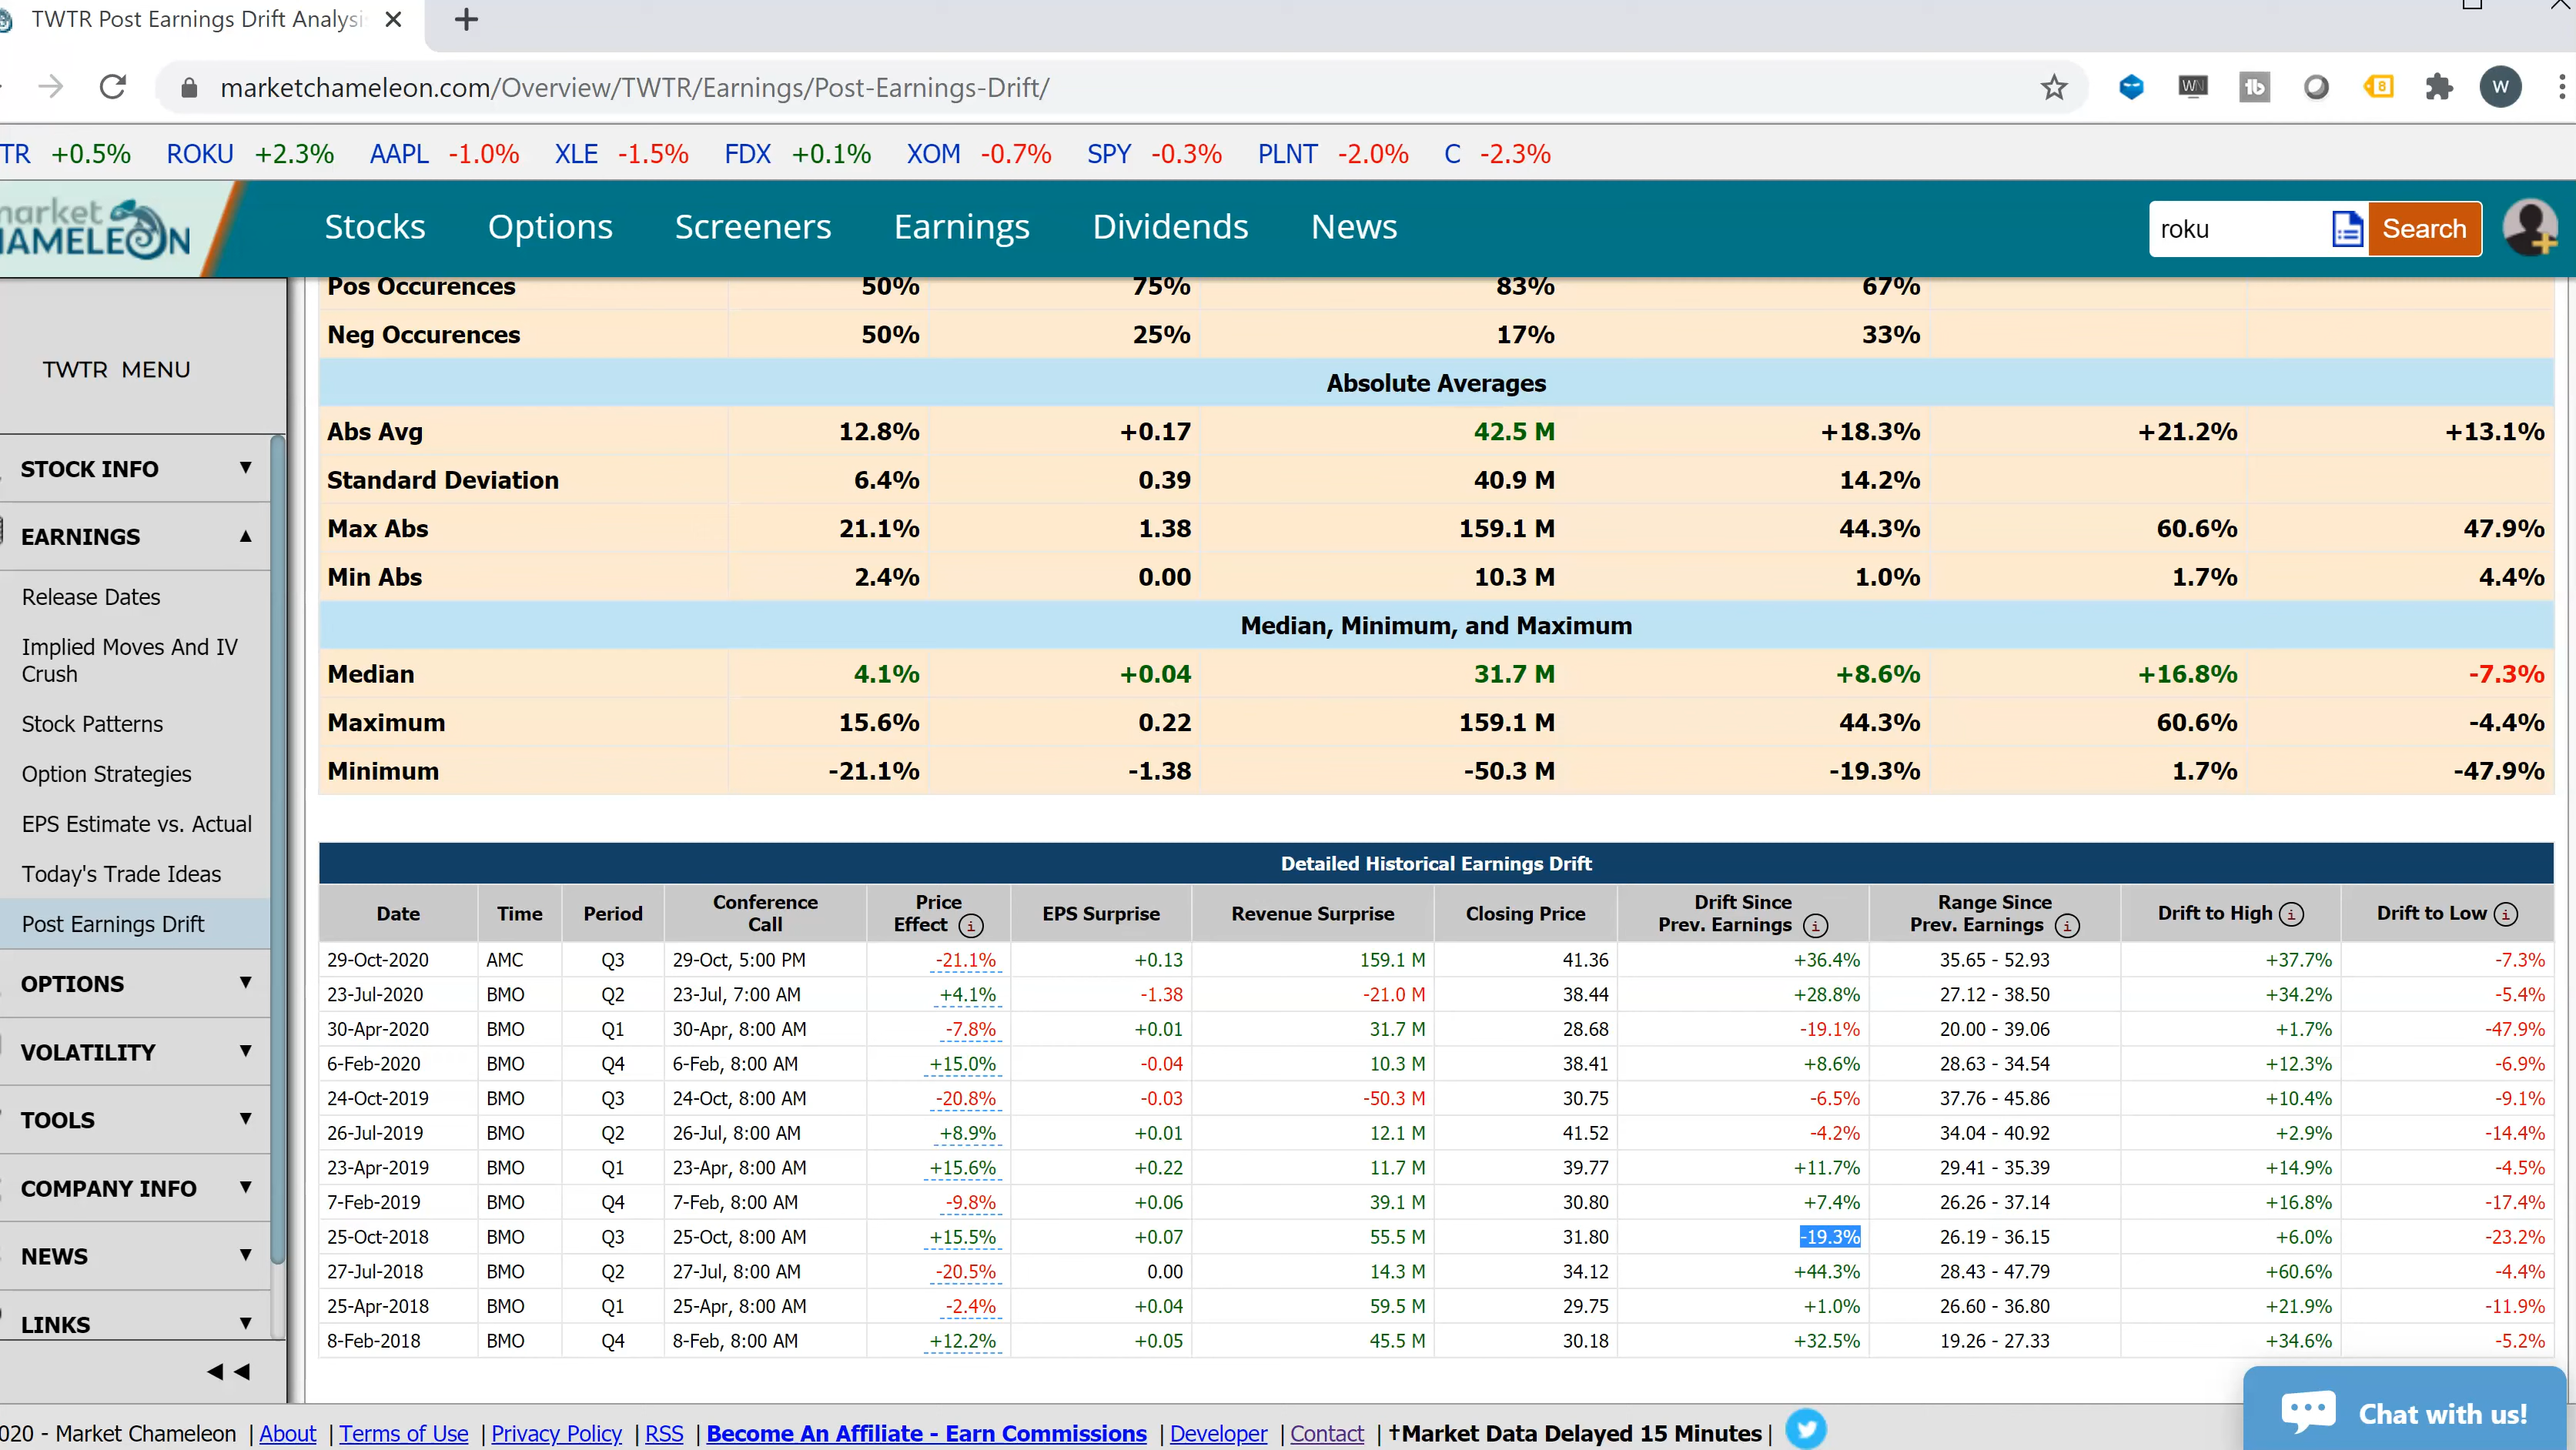 TWTR Post Earnings Drift Analysi
marketchameleon.com/Overview/TWTR/Earnings/Post-Earnings-Drift/
TR +0.5% ROKU +2.3% AAPL -1.0% XLE -1.5% FDX +0.1% XOM -0.7% SPY -0.3% PLNT -2.0% C -2.3%
market
HAMELEON
Stocks Options Screeners Earnings Dividends News
roku Search
TWTR MENU
STOCK INFO
EARNINGS
Release Dates
Implied Moves And IV
Crush
Stock Patterns
Option Strategies
EPS Estimate vs. Actual
Today's Trade Ideas
Post Earnings Drift
OPTIONS
VOLATILITY
TOOLS
COMPANY INFO
NEWS
LINKS
Pos Occurences 50% 75% 83% 67%
Neg Occurences 50% 25% 17% 33%
Absolute Averages
Abs Avg 12.8% +0.17 42.5 M +18.3% +21.2% +13.1%
Standard Deviation 6.4% 0.39 40.9 M 14.2%
Max Abs 21.1% 1.38 159.1 M 44.3% 60.6% 47.9%
Min Abs 2.4% 0.00 10.3 M 1.0% 1.7% 4.4%
Median, Minimum, and Maximum
Median 4.1% +0.04 31.7 M +8.6% +16.8% -7.3%
Maximum 15.6% 0.22 159.1 M 44.3% 60.6% -4.4%
Minimum -21.1% -1.38 -50.3 M -19.3% 1.7% -47.9%
Detailed Historical Earnings Drift
Date Time Period Conference Call Price Effect EPS Surprise Revenue Surprise Closing Price Drift Since Prev. Earnings Range Since Prev. Earnings Drift to High Drift to Low
29-Oct-2020 AMC Q3 29-Oct, 5:00 PM -21.1% +0.13 159.1 M 41.36 +36.4% 35.65 - 52.93 +37.7% -7.3%
23-Jul-2020 BMO Q2 23-Jul, 7:00 AM +4.1% -1.38 -21.0 M 38.44 +28.8% 27.12 - 38.50 +34.2% -5.4%
30-Apr-2020 BMO Q1 30-Apr, 8:00 AM -7.8% +0.01 31.7 M 28.68 -19.1% 20.00 - 39.06 +1.7% -47.9%
6-Feb-2020 BMO Q4 6-Feb, 8:00 AM +15.0% -0.04 10.3 M 38.41 +8.6% 28.63 - 34.54 +12.3% -6.9%
24-Oct-2019 BMO Q3 24-Oct, 8:00 AM -20.8% -0.03 -50.3 M 30.75 -6.5% 37.76 - 45.86 +10.4% -9.1%
26-Jul-2019 BMO Q2 26-Jul, 8:00 AM +8.9% +0.01 12.1 M 41.52 -4.2% 34.04 - 40.92 +2.9% -14.4%
23-Apr-2019 BMO Q1 23-Apr, 8:00 AM +15.6% +0.22 11.7 M 39.77 +11.7% 29.41 - 35.39 +14.9% -4.5%
7-Feb-2019 BMO Q4 7-Feb, 8:00 AM -9.8% +0.06 39.1 M 30.80 +7.4% 26.26 - 37.14 +16.8% -17.4%
25-Oct-2018 BMO Q3 25-Oct, 8:00 AM +15.5% +0.07 55.5 M 31.80 -19.3% 26.19 - 36.15 +6.0% -23.2%
27-Jul-2018 BMO Q2 27-Jul, 8:00 AM -20.5% 0.00 14.3 M 34.12 +44.3% 28.43 - 47.79 +60.6% -4.4%
25-Apr-2018 BMO Q1 25-Apr, 8:00 AM -2.4% +0.04 59.5 M 29.75 +1.0% 26.60 - 36.80 +21.9% -11.9%
8-Feb-2018 BMO Q4 8-Feb, 8:00 AM +12.2% +0.05 45.5 M 30.18 +32.5% 19.26 - 27.33 +34.6% -5.2%
Chat with us!
020 - Market Chameleon | About | Terms of Use | Privacy Policy | RSS | Become An Affiliate - Earn Commissions | Developer | Contact | †Market Data Delayed 15 Minutes |